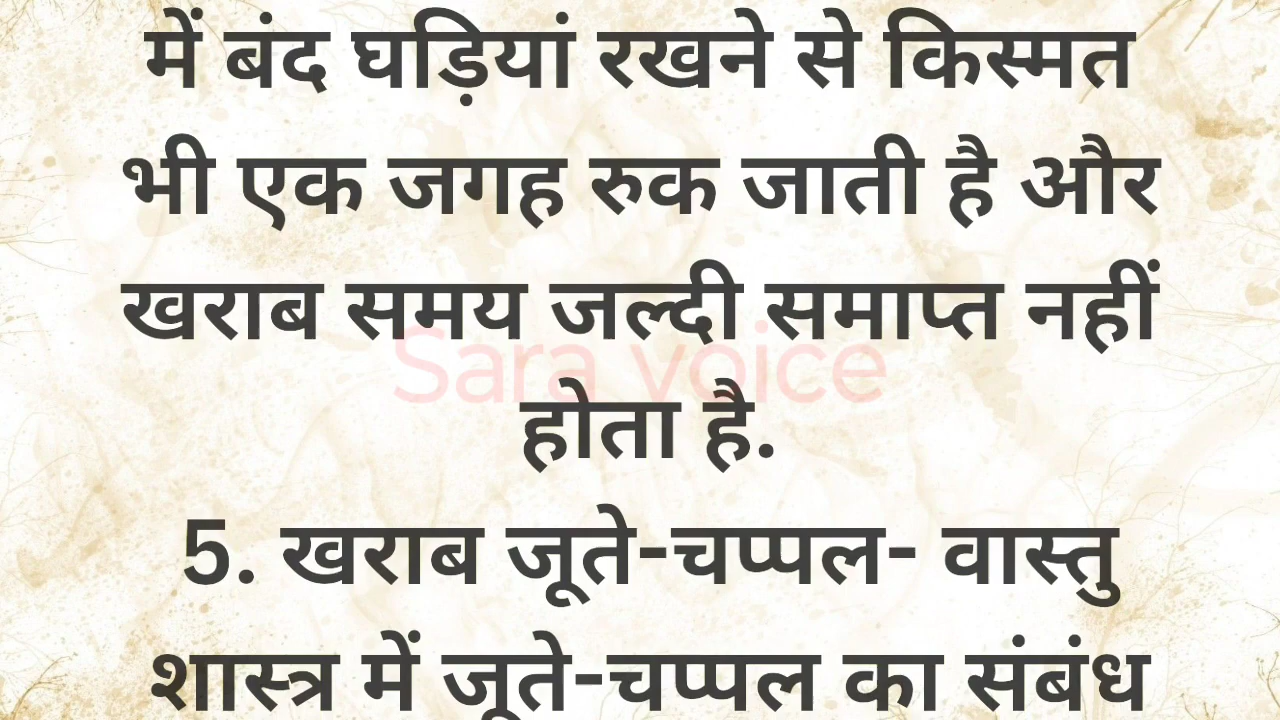 में बंद घड़ियां रखने से किस्मत
भी एक जगह रुक जाती है और
खराब समय जल्दी समाप्त नहीं
Sara voice
होता है.
5. खराब जूते-चप्पल- वास्तु
शास्त्र में जूते-चप्पल का संबंध